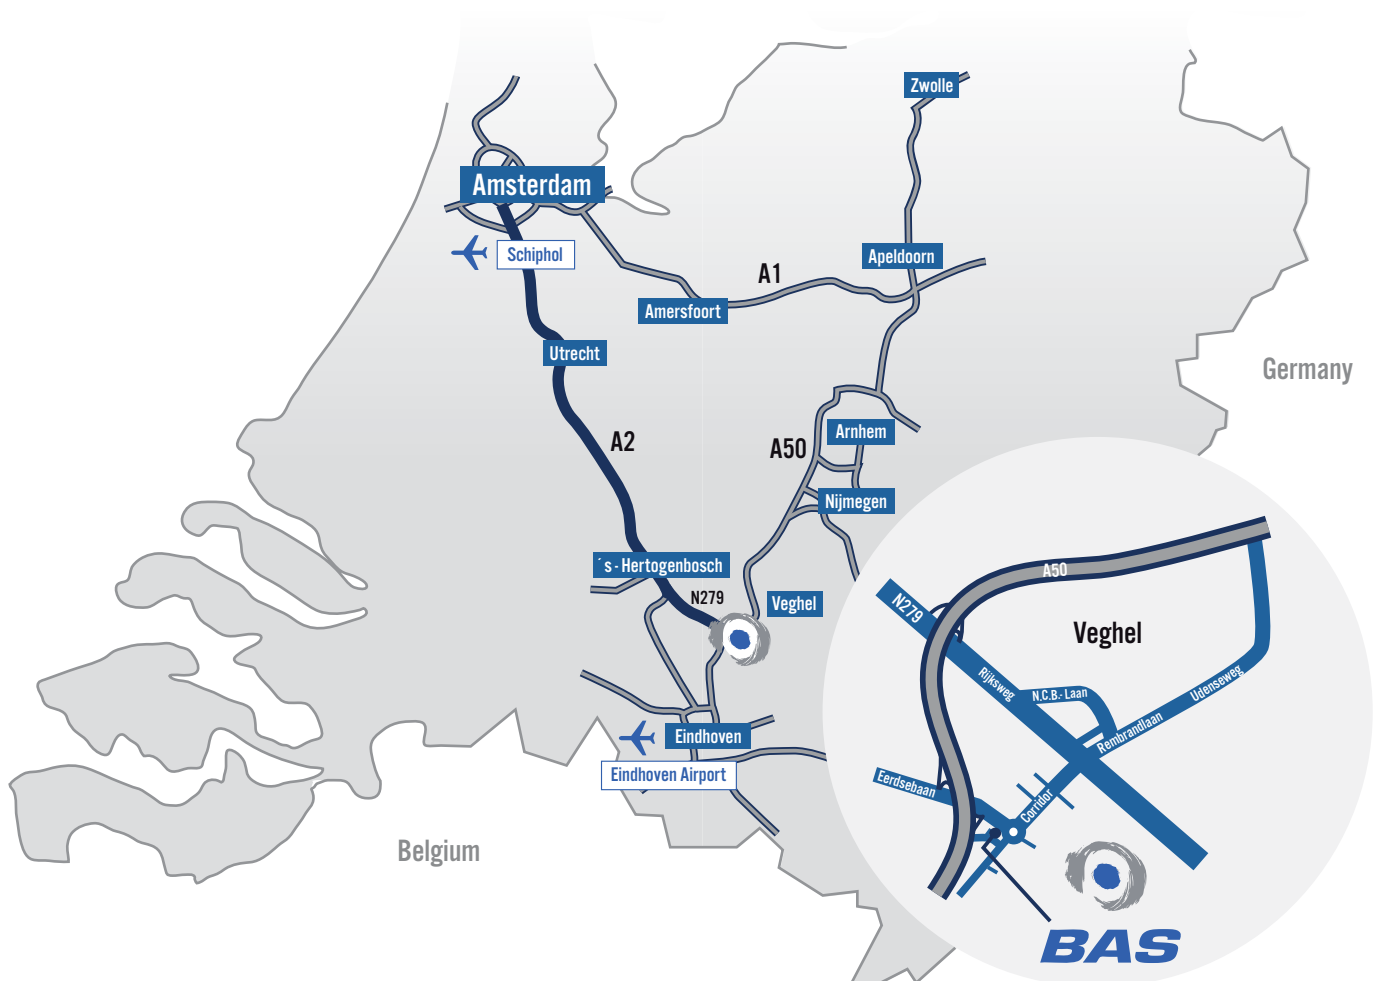 Zwolle
Amsterdam
Schiphol
Apeldoorn
A1
Amersfoort
Utrecht
Germany
A2
A50
Arnhem
Nijmegen
´s-Hertogenbosch
N279
Veghel
Eindhoven
Eindhoven Airport
Belgium
A50
N279
Veghel
Rijksweg
N.C.B.- Laan
Udenseweg
Rembrandlaan
Eerdsebaan
Corridor
BAS